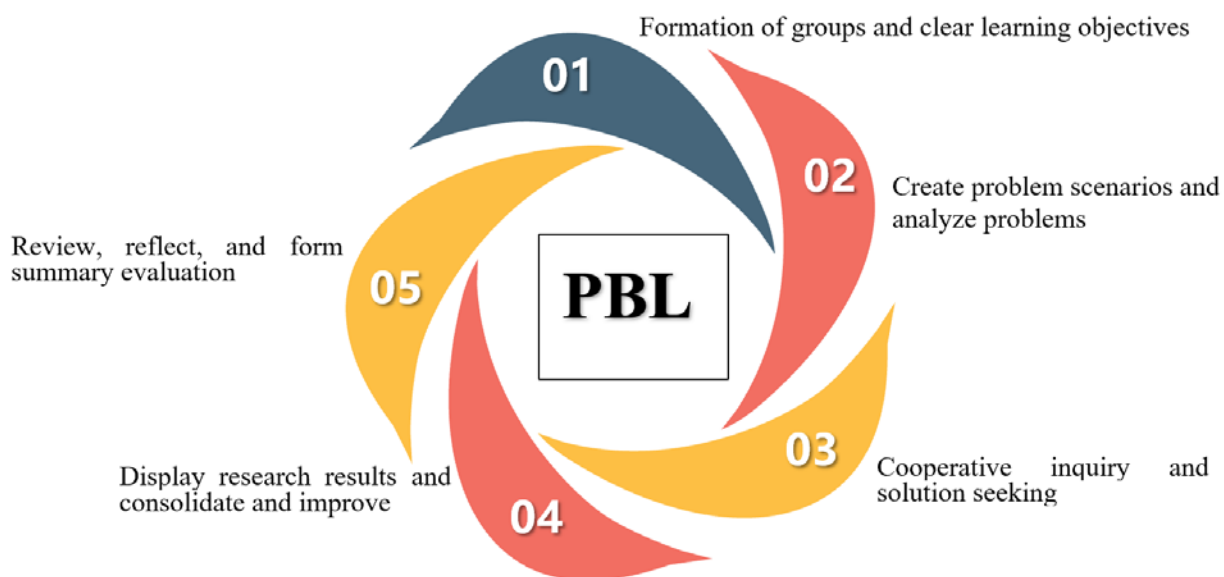 01
Formation of groups and clear learning objectives
02
Create problem scenarios and
analyze problems
03
Cooperative inquiry and
solution seeking
04
Display research results and
consolidate and improve
05
Review, reflect, and form
summary evaluation
PBL